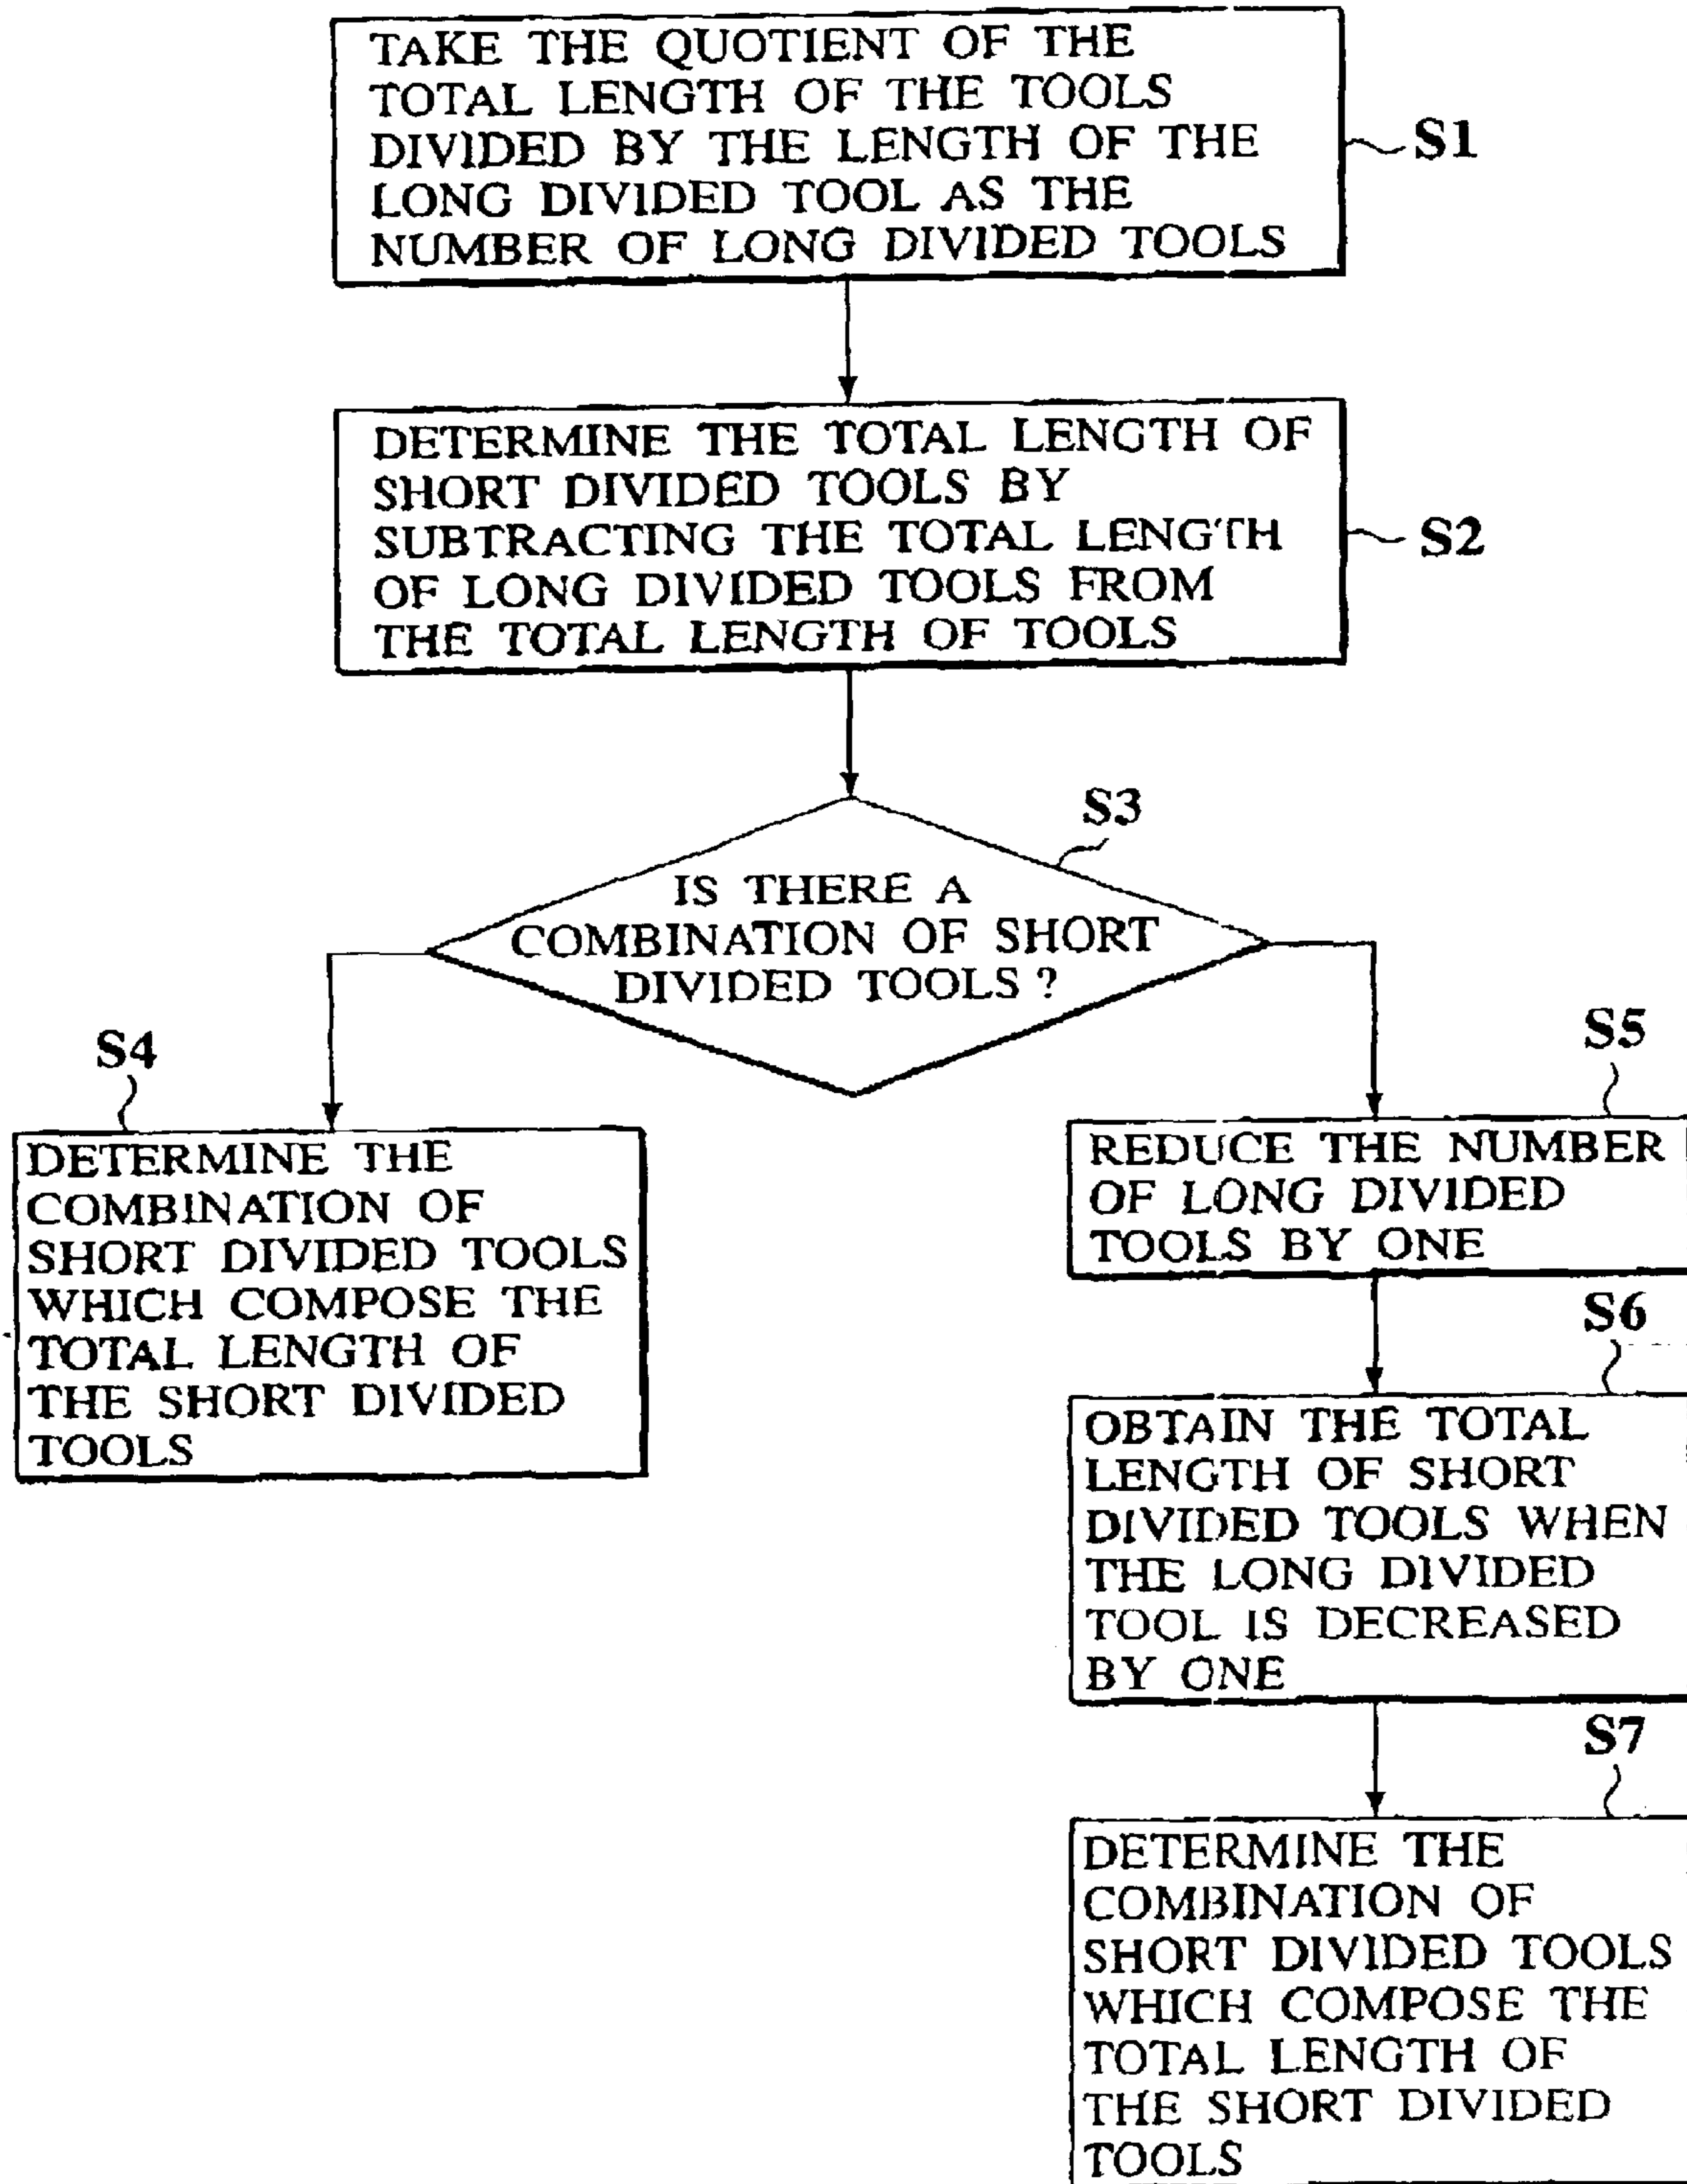 TAKE THE QUOTIENT OF THE
TOTAL LENGTH OF THE TOOLS
DIVIDED BY THE LENGTH OF THE
LONG DIVIDED TOOL AS THE
NUMBER OF LONG DIVIDED TOOLS
S1
DETERMINE THE TOTAL LENGTH OF
SHORT DIVIDED TOOLS BY
SUBTRACTING THE TOTAL LENGTH
OF LONG DIVIDED TOOLS FROM
THE TOTAL LENGTH OF TOOLS
S2
S3
IS THERE A
COMBINATION OF SHORT
DIVIDED TOOLS ?
S4
DETERMINE THE
COMBINATION OF
SHORT DIVIDED TOOLS
WHICH COMPOSE THE
TOTAL LENGTH OF
THE SHORT DIVIDED
TOOLS
S5
REDUCE THE NUMBER
OF LONG DIVIDED
TOOLS BY ONE
S6
OBTAIN THE TOTAL
LENGTH OF SHORT
DIVIDED TOOLS WHEN
THE LONG DIVIDED
TOOL IS DECREASED
BY ONE
S7
DETERMINE THE
COMBINATION OF
SHORT DIVIDED TOOLS
WHICH COMPOSE THE
TOTAL LENGTH OF
THE SHORT DIVIDED
TOOLS